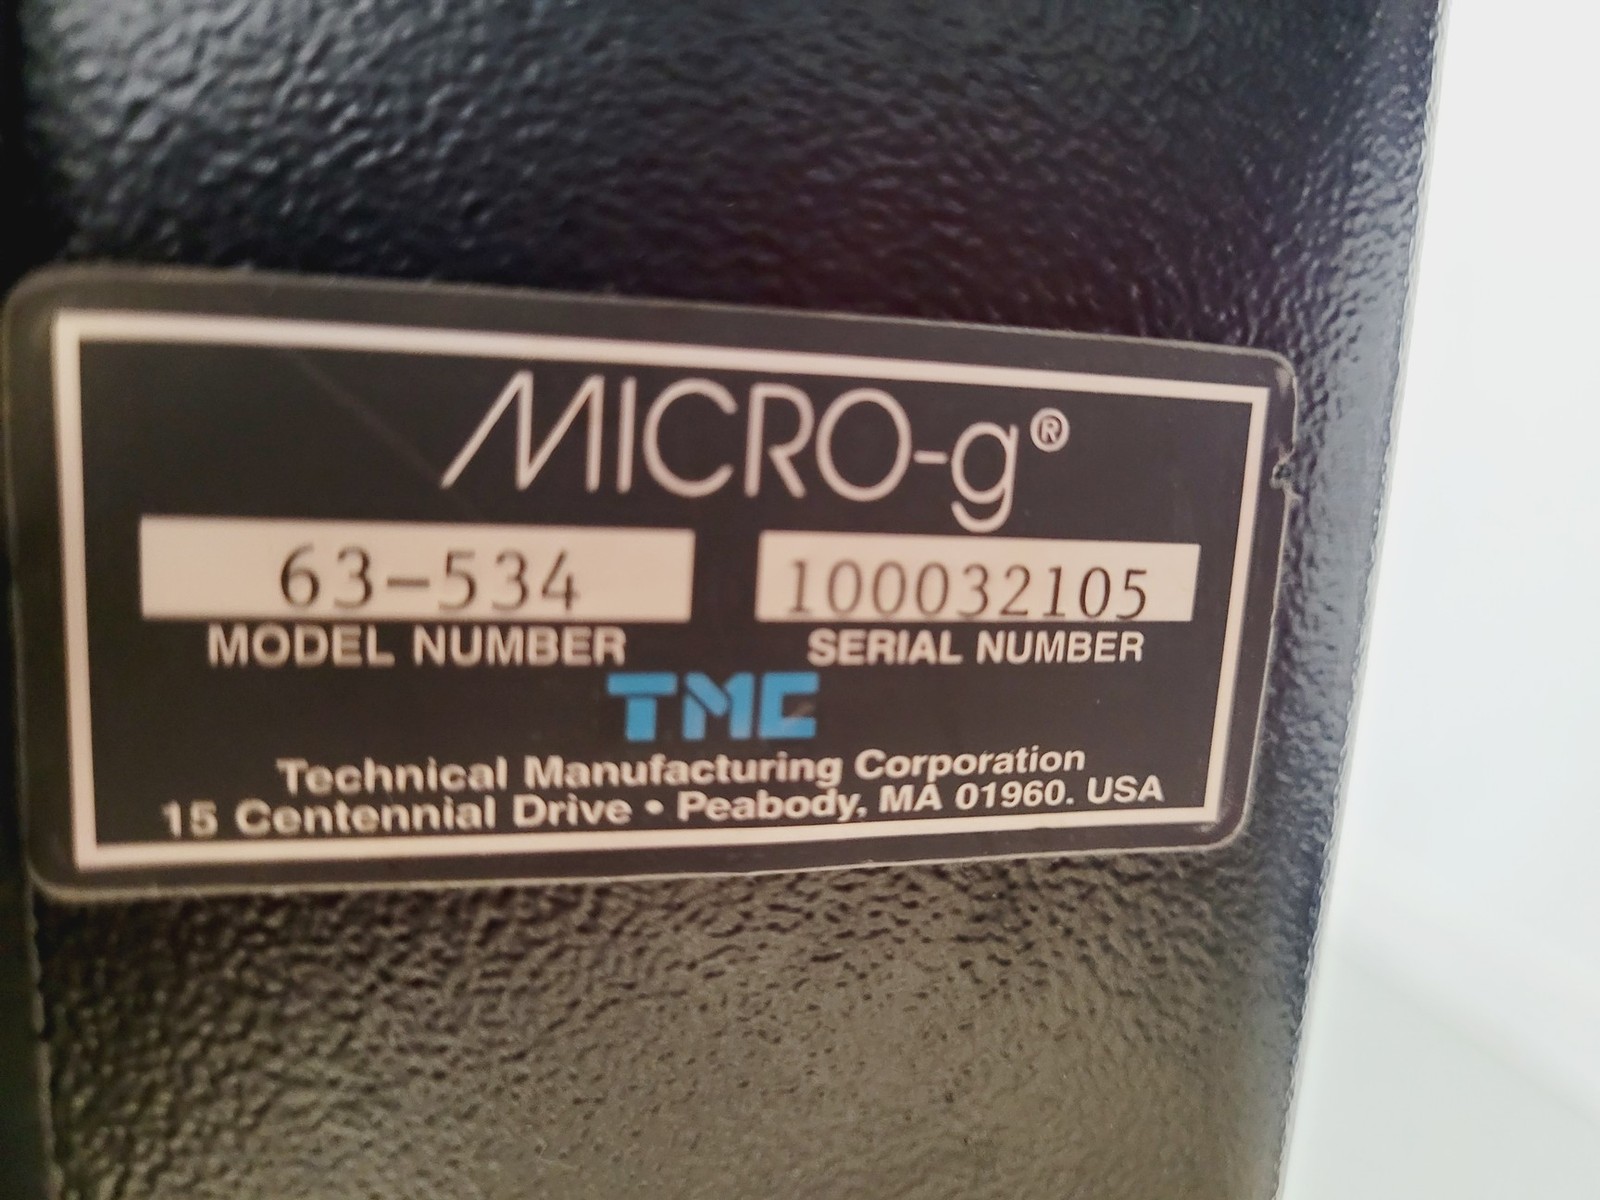 MICRO-g®
63-534 100032105
MODEL NUMBER SERIAL NUMBER
TMC
Technical Manufacturing Corporation
15 Centennial Drive • Peabody, MA 01960. USA